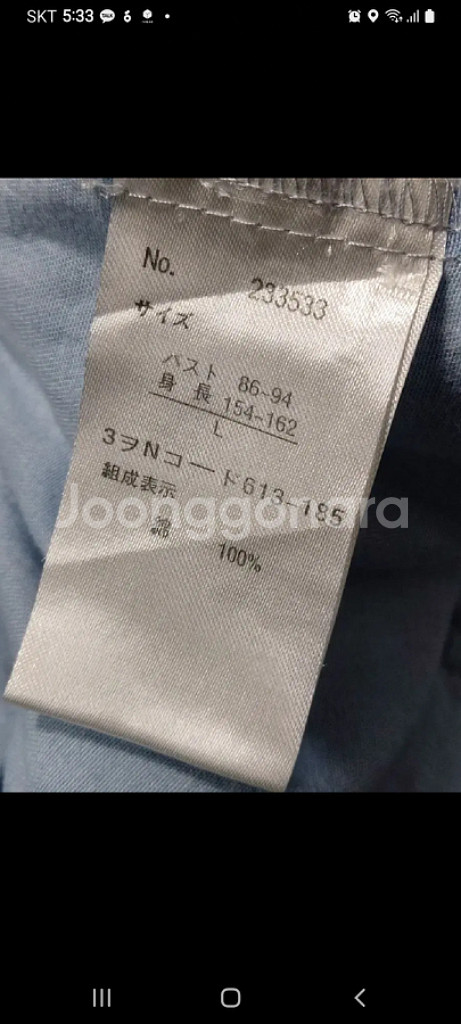 SKT 5:33
No. 233533
サイズ
バスト 86~94
身長 154~162
L
3ヲNコード613-185
組成表示
綿 100%
Joonggonara